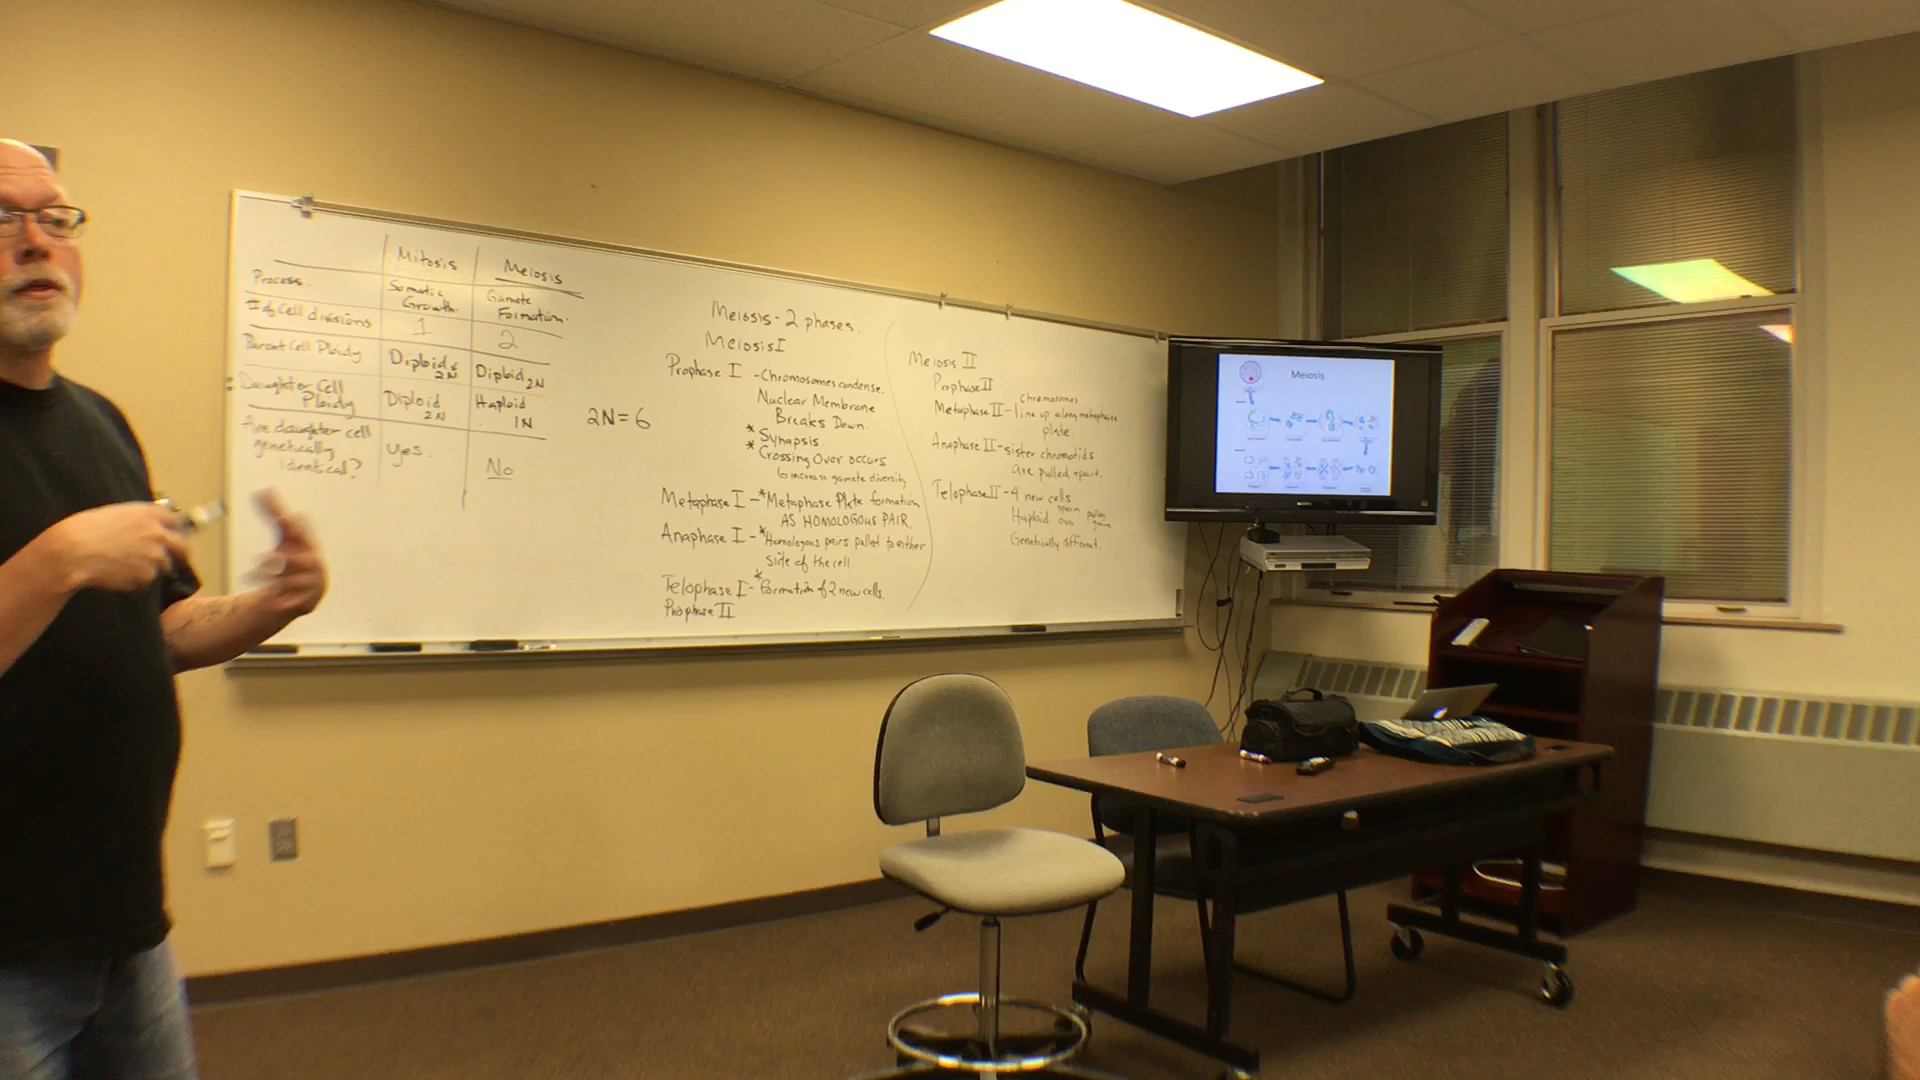 Mitosis Meiosis
Process. Somatic Growth. Gamete Formation.
# of Cell divisions 1 2
Parent Cell Ploidy Diploid 2N Diploid 2N
Daughter Cell Ploidy Diploid 2N Haploid 1N
Are daughter cell genetically identical? Yes. No
2N=6
Meiosis - 2 phases.
Meiosis I
Prophase I - Chromosomes condense.
Nuclear Membrane
Breaks Down.
* Synapsis.
* Crossing Over occurs
to increase gamete diversity
Metaphase I - *Metaphase Plate formation
AS HOMOLOGOUS PAIR.
Anaphase I - *Homologous pairs pulled to either
side of the cell.
Telophase I - *Formation of 2 new cells.
Prophase II
Meiosis II
Prophase II
Metaphase II - chromosomes
line up along metaphase
plate.
Anaphase II - sister chromatids
are pulled apart.
Telophase II - 4 new cells.
Haploid sperm ova pollen
Genetically different.
Meiosis